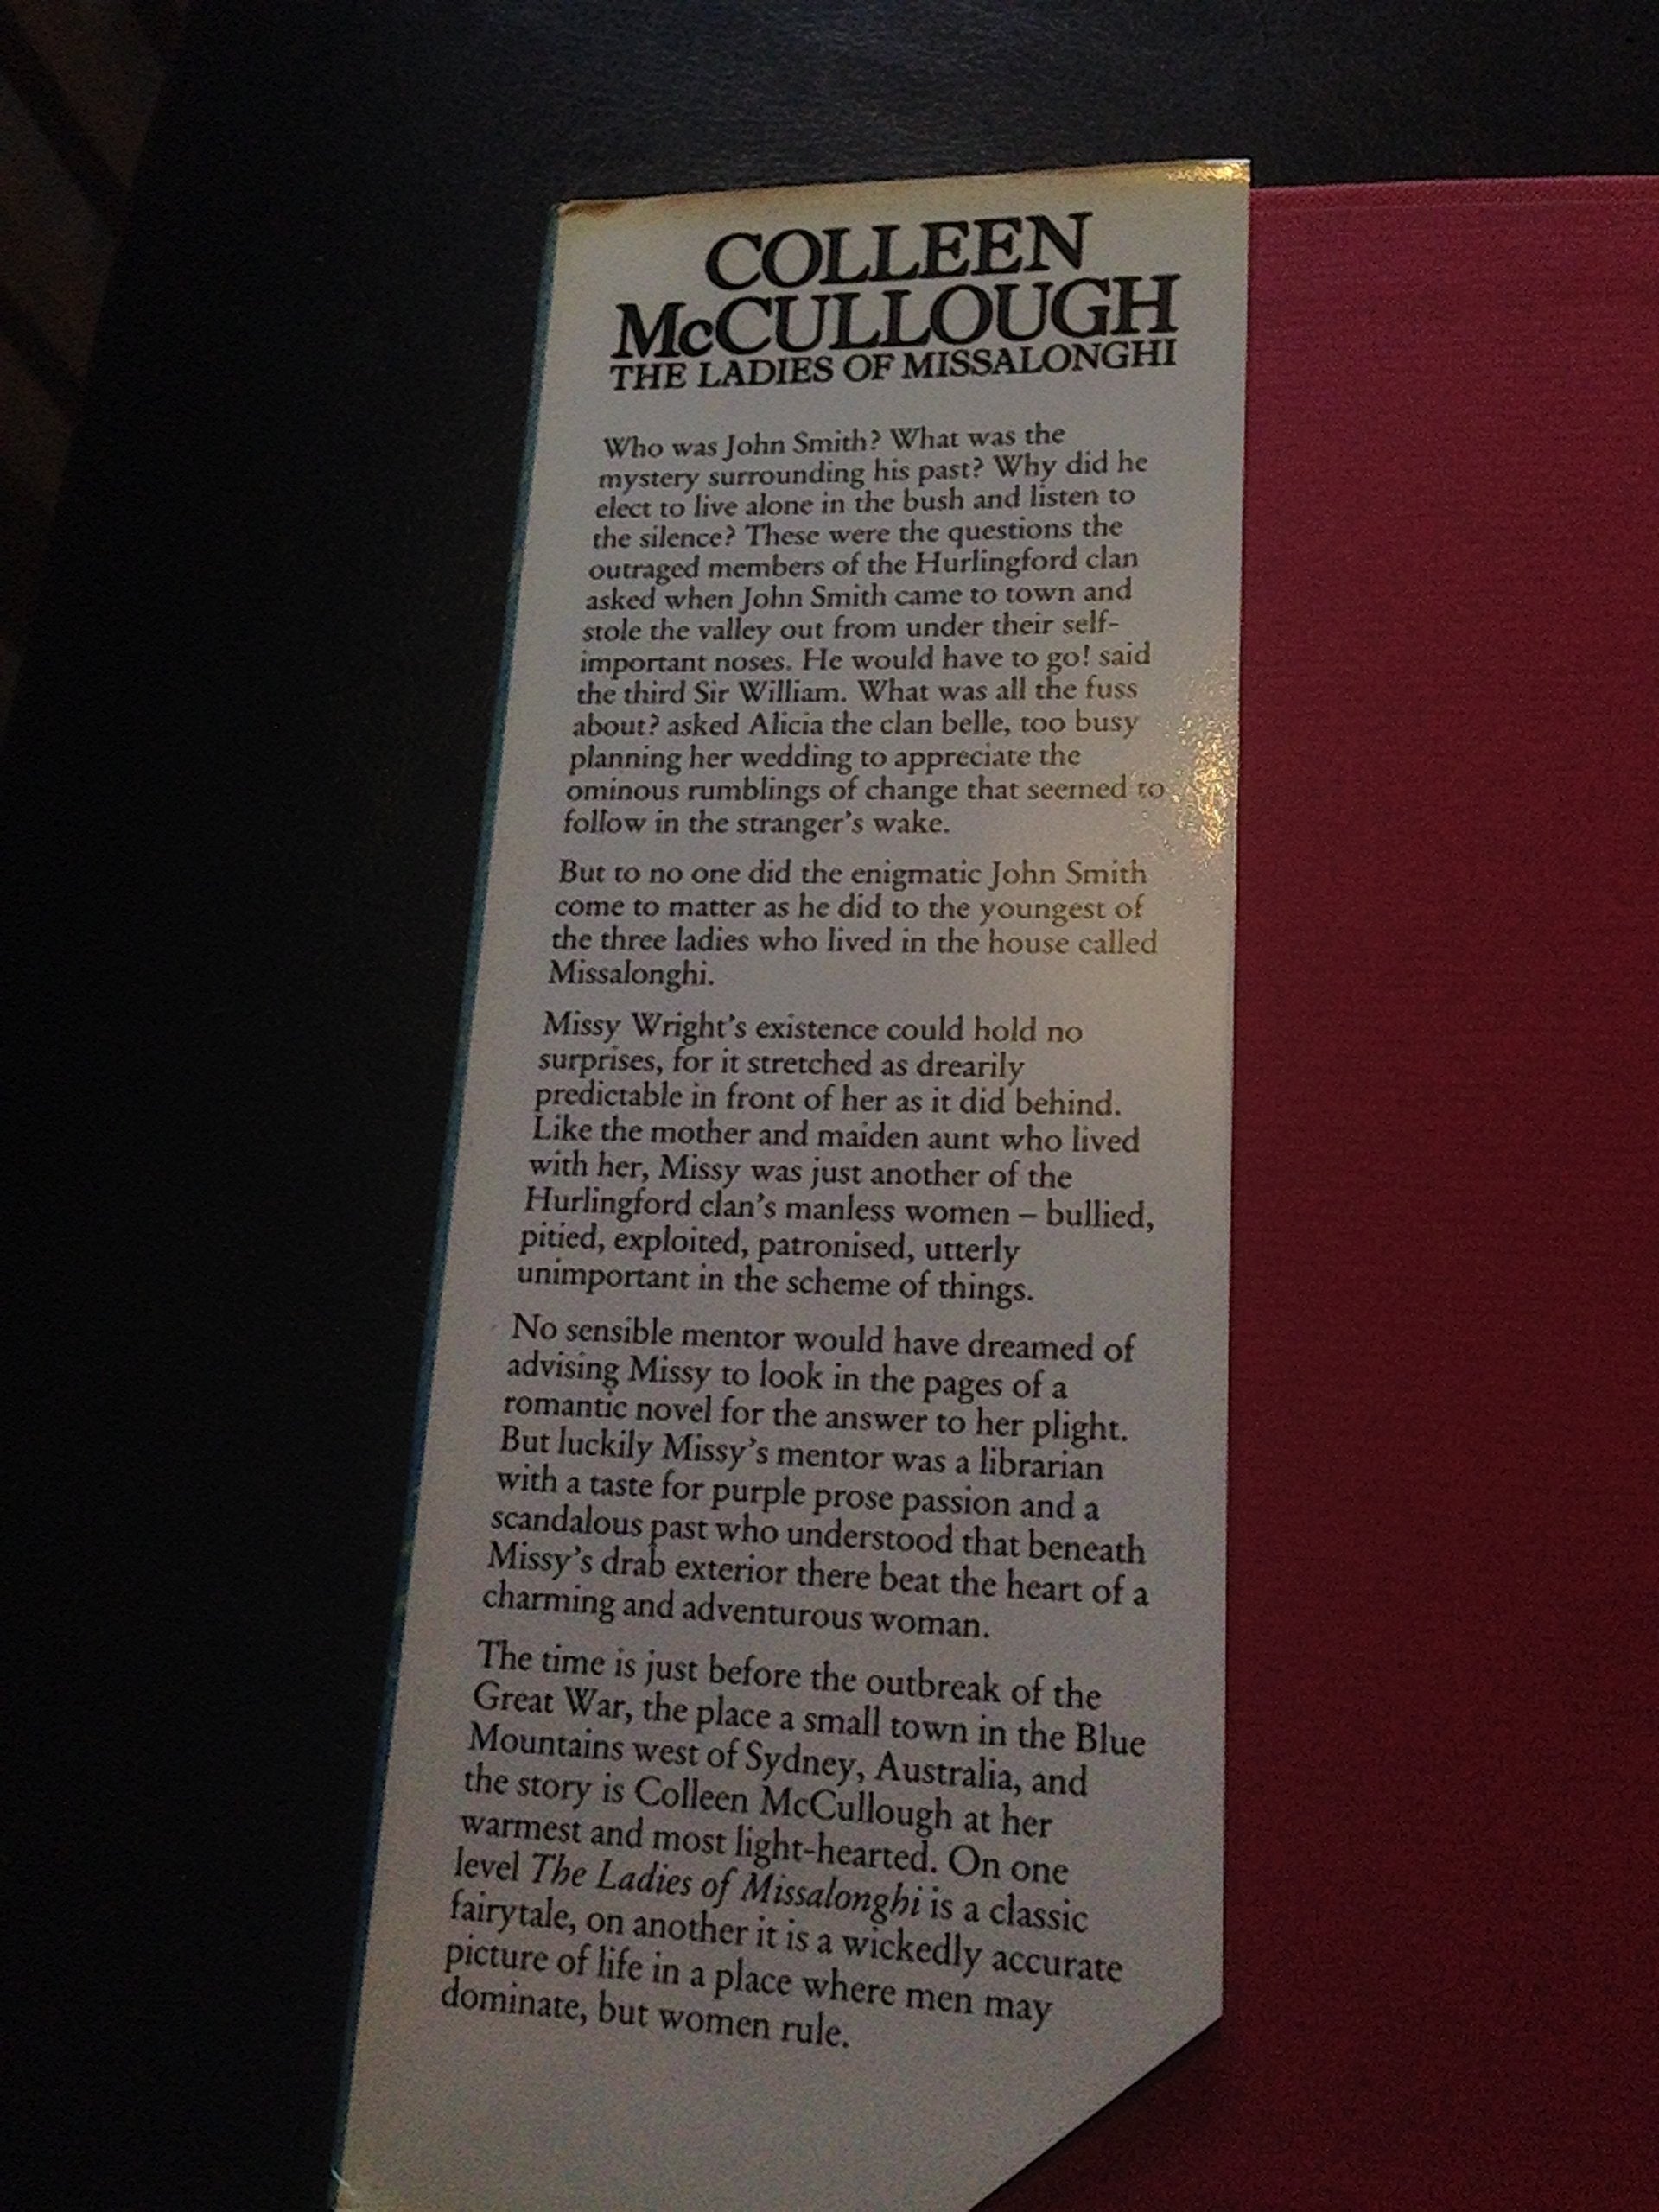 COLLEEN
McCULLOUGH
THE LADIES OF MISSALONGHI
Who was John Smith? What was the
mystery surrounding his past? Why did he
elect to live alone in the bush and listen to
the silence? These were the questions the
outraged members of the Hurlingford clan
asked when John Smith came to town and
stole the valley out from under their self-
important noses. He would have to go! said
the third Sir William. What was all the fuss
about? asked Alicia the clan belle, too busy
planning her wedding to appreciate the
ominous rumblings of change that seemed to
follow in the stranger's wake.
But to no one did the enigmatic John Smith
come to matter as he did to the youngest of
the three ladies who lived in the house called
Missalonghi.
Missy Wright's existence could hold no
surprises, for it stretched as drearily
predictable in front of her as it did behind.
Like the mother and maiden aunt who lived
with her, Missy was just another of the
Hurlingford clan's manless women – bullied,
pitied, exploited, patronised, utterly
unimportant in the scheme of things.
No sensible mentor would have dreamed of
advising Missy to look in the pages of a
romantic novel for the answer to her plight.
But luckily Missy's mentor was a librarian
with a taste for purple prose passion and a
scandalous past who understood that beneath
Missy's drab exterior there beat the heart of a
charming and adventurous woman.
The time is just before the outbreak of the
Great War, the place a small town in the Blue
Mountains west of Sydney, Australia, and
the story is Colleen McCullough at her
warmest and most light-hearted. On one
level The Ladies of Missalonghi is a classic
fairytale, on another it is a wickedly accurate
picture of life in a place where men may
dominate, but women rule.